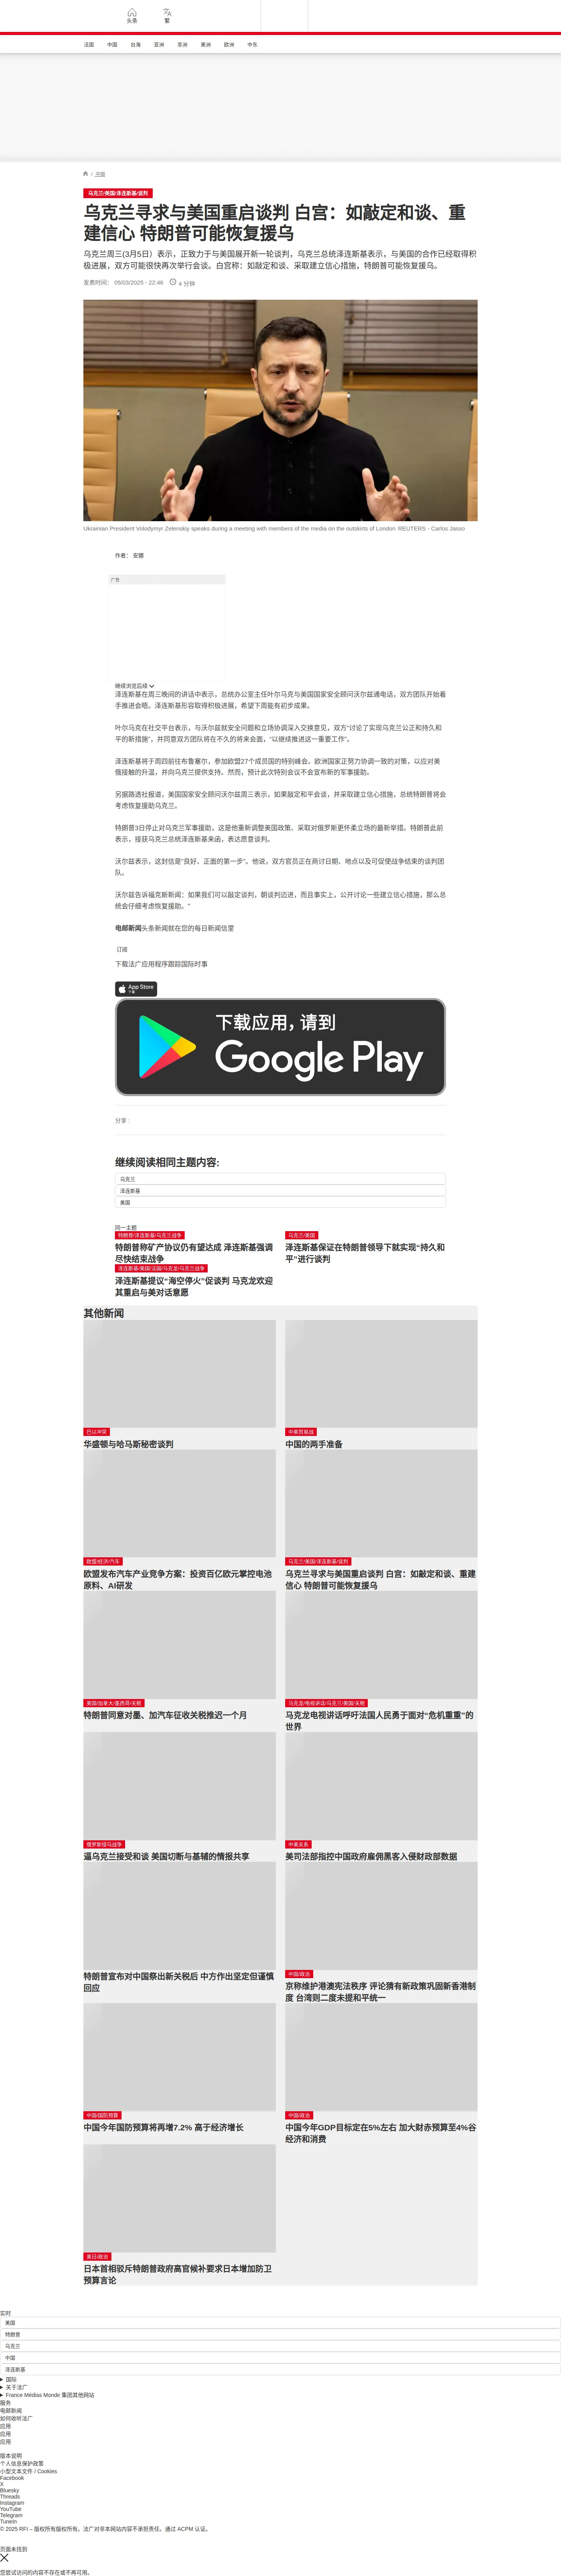 头条
繁
法国 中国 台海 亚洲 非洲 美洲 欧洲 中东
/ 中国
乌克兰/美国/泽连斯基/谈判
乌克兰寻求与美国重启谈判 白宫：如敲定和谈、重
建信心 特朗普可能恢复援乌
乌克兰周三(3月5日）表示，正致力于与美国展开新一轮谈判，乌克兰总统泽连斯基表示，与美国的合作已经取得积
极进展，双方可能很快再次举行会谈。白宫称：如敲定和谈、采取建立信心措施，特朗普可能恢复援乌。
发表时间： 05/03/2025 - 22:46 4 分钟
Ukrainian President Volodymyr Zelenskiy speaks during a meeting with members of the media on the outskirts of London REUTERS - Carlos Jasso
作者： 安娜
广告
继续浏览后续
泽连斯基在周三晚间的讲话中表示，总统办公室主任叶尔马克与美国国家安全顾问沃尔兹通电话，双方团队开始着
手推进会晤。泽连斯基形容取得积极进展，希望下周能有初步成果。
叶尔马克在社交平台表示，与沃尔兹就安全问题和立场协调深入交换意见，双方“讨论了实现乌克兰公正和持久和
平的新措施”，并同意双方团队将在不久的将来会面，“以继续推进这一重要工作”。
泽连斯基将于周四前往布鲁塞尔，参加欧盟27个成员国的特别峰会。欧洲国家正努力协调一致的对策，以应对美
俄接触的升温，并向乌克兰提供支持。然而，预计此次特别会议不会宣布新的军事援助。
另据路透社报道，美国国家安全顾问沃尔兹周三表示，如果敲定和平会谈，并采取建立信心措施，总统特朗普将会
考虑恢复援助乌克兰。
特朗普3日停止对乌克兰军事援助，这是他重新调整美国政策、采取对俄罗斯更怀柔立场的最新举措。特朗普此前
表示，接获乌克兰总统泽连斯基来函，表达愿意谈判。
沃尔兹表示，这封信是“良好、正面的第一步”。他说，双方官员正在商讨日期、地点以及可促使战争结束的谈判团
队。
沃尔兹告诉福克斯新闻：如果我们可以敲定谈判，朝谈判迈进，而且事实上，公开讨论一些建立信心措施，那么总
统会仔细考虑恢复援助。”
电邮新闻头条新闻就在您的每日新闻信里
订阅
下载法广应用程序跟踪国际时事
App Store
下载
下载应用，请到
Google Play
分享 :
继续阅读相同主题内容:
乌克兰
泽连斯基
美国
同一主题
特朗普/泽连斯基/乌克兰战争
特朗普称矿产协议仍有望达成 泽连斯基强调
尽快结束战争
乌克兰/美国
泽连斯基保证在特朗普领导下就实现“持久和
平”进行谈判
泽连斯基/美国/法国/马克龙/乌克兰战争
泽连斯基提议“海空停火”促谈判 马克龙欢迎
其重启与美对话意愿
其他新闻
巴以冲突
华盛顿与哈马斯秘密谈判
中美贸易战
中国的两手准备
欧盟/经济/汽车
欧盟发布汽车产业竞争方案：投资百亿欧元掌控电池
原料、AI研发
乌克兰/美国/泽连斯基/谈判
乌克兰寻求与美国重启谈判 白宫：如敲定和谈、重建
信心 特朗普可能恢复援乌
美国/加拿大/墨西哥/关税
特朗普同意对墨、加汽车征收关税推迟一个月
马克龙/电视讲话/乌克兰/美国/关税
马克龙电视讲话呼吁法国人民勇于面对“危机重重”的
世界
俄罗斯侵乌战争
逼乌克兰接受和谈 美国切断与基辅的情报共享
中美关系
美司法部指控中国政府雇佣黑客入侵财政部数据
特朗普宣布对中国祭出新关税后 中方作出坚定但谨慎
回应
中国/政治
京称维护港澳宪法秩序 评论猜有新政策巩固新香港制
度 台湾则二度未提和平统一
中国/国防预算
中国今年国防预算将再增7.2% 高于经济增长
中国/政治
中国今年GDP目标定在5%左右 加大财赤预算至4%谷
经济和消费
美日/政治
日本首相驳斥特朗普政府高官候补要求日本增加防卫
预算言论
实时
美国
特朗普
乌克兰
中国
泽连斯基
国际
关于法广
France Médias Monde 集团其他网站
服务
电邮新闻
如何收听法广
应用
应用
应用
版本说明
个人信息保护政策
小型文本文件 / Cookies
Facebook
X
Bluesky
Threads
Instagram
YouTube
Telegram
TuneIn
© 2025 RFI – 版权所有版权所有。法广对非本网站内容不承担责任。通过 ACPM 认证。
页面未找到
您尝试访问的内容不存在或不再可用。